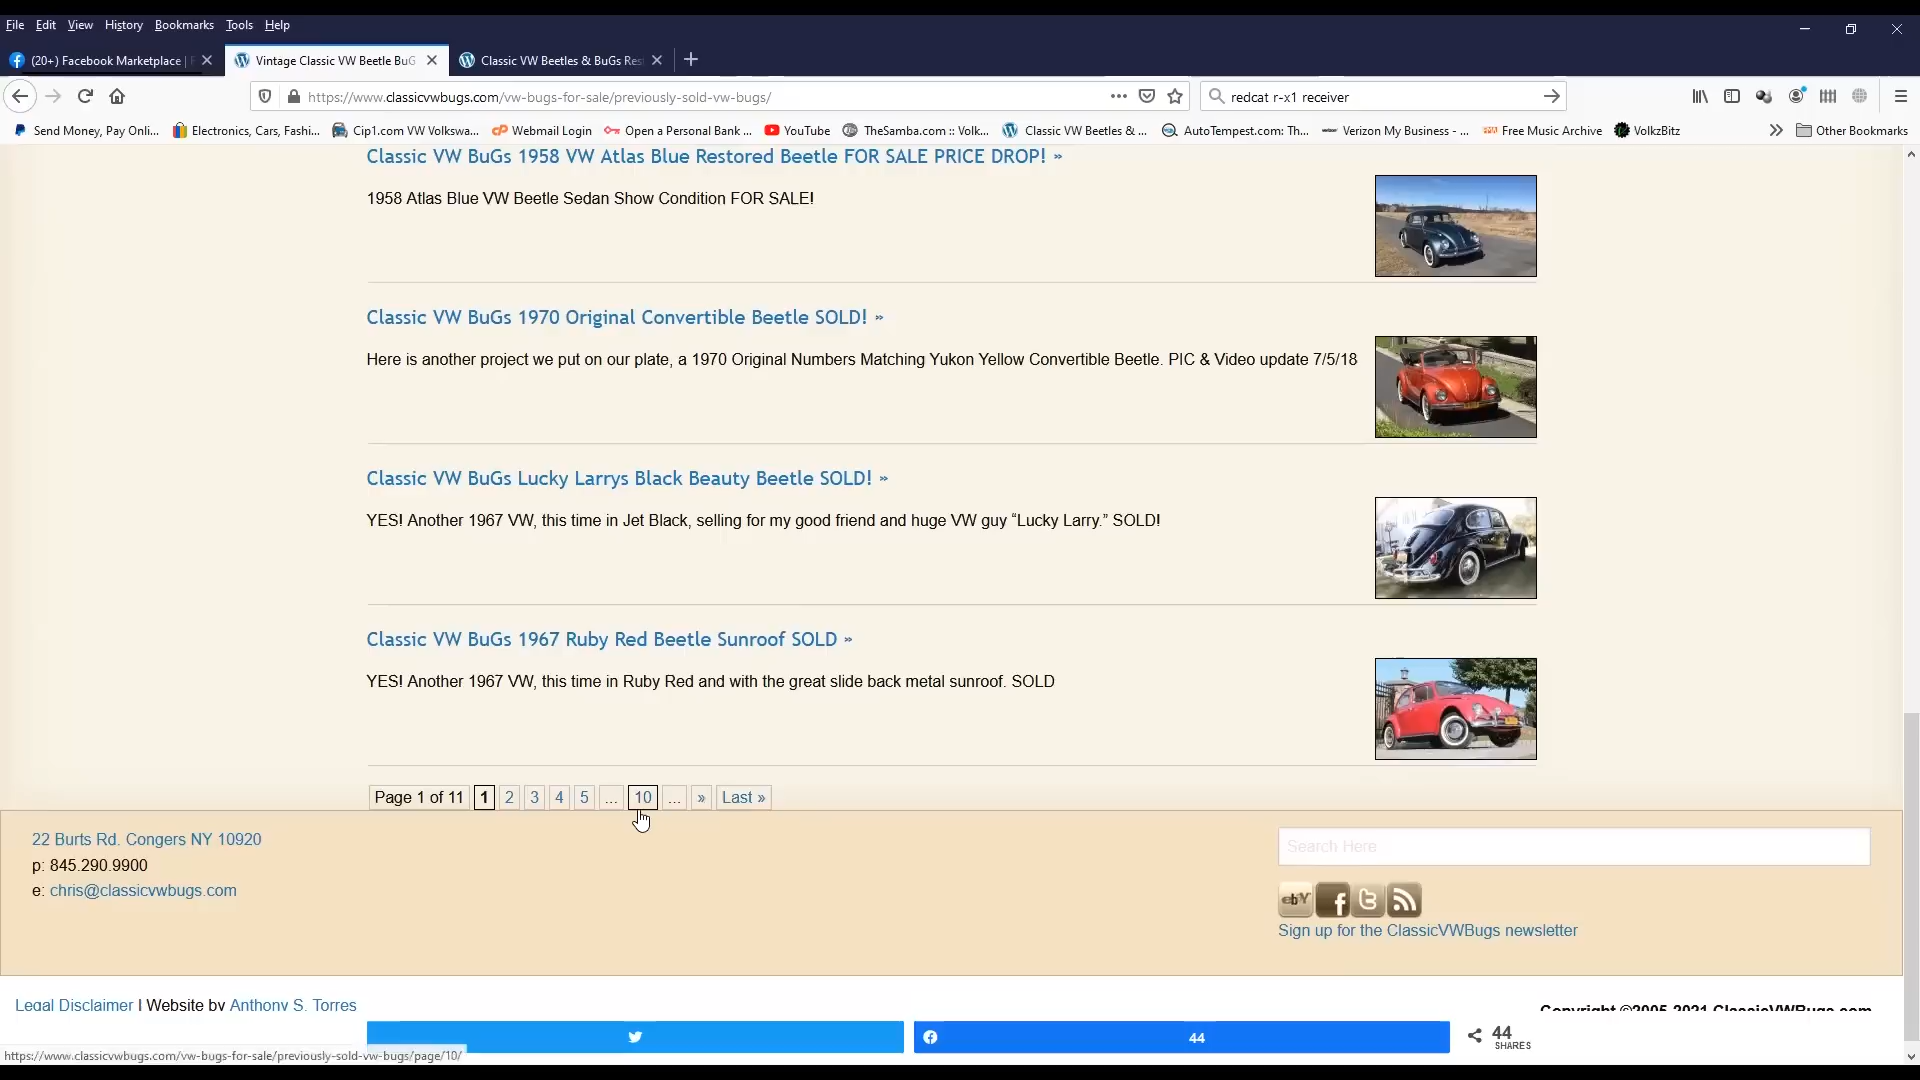 File Edit View History Bookmarks Tools Help
(20+) Facebook Marketplace |
Vintage Classic VW Beetle BuG
Classic VW Beetles & BuGs Res
https://www.classicvwbugs.com/vw-bugs-for-sale/previously-sold-vw-bugs/
redcat r-x1 receiver
Send Money, Pay Onli... Electronics, Cars, Fashi... Cip1.com VW Volkswa... Webmail Login Open a Personal Bank ... YouTube TheSamba.com :: Volk... Classic VW Beetles & ... AutoTempest.com: Th... Verizon My Business - ... Free Music Archive VolkzBitz Other Bookmarks
Classic VW BuGs 1958 VW Atlas Blue Restored Beetle FOR SALE PRICE DROP! »
1958 Atlas Blue VW Beetle Sedan Show Condition FOR SALE!
Classic VW BuGs 1970 Original Convertible Beetle SOLD! »
Here is another project we put on our plate, a 1970 Original Numbers Matching Yukon Yellow Convertible Beetle. PIC & Video update 7/5/18
Classic VW BuGs Lucky Larrys Black Beauty Beetle SOLD! »
YES! Another 1967 VW, this time in Jet Black, selling for my good friend and huge VW guy “Lucky Larry.” SOLD!
Classic VW BuGs 1967 Ruby Red Beetle Sunroof SOLD »
YES! Another 1967 VW, this time in Ruby Red and with the great slide back metal sunroof. SOLD
Page 1 of 11 1 2 3 4 5 ... 10 ... » Last »
22 Burts Rd. Congers NY 10920
p: 845.290.9900
e: chris@classicvwbugs.com
Search Here
ebY f t
Sign up for the ClassicVWBugs newsletter
Legal Disclaimer | Website by Anthony S. Torres
Copyright ©2005-2021 ClassicVWBugs.com
44
44
SHARES
https://www.classicvwbugs.com/vw-bugs-for-sale/previously-sold-vw-bugs/page/10/